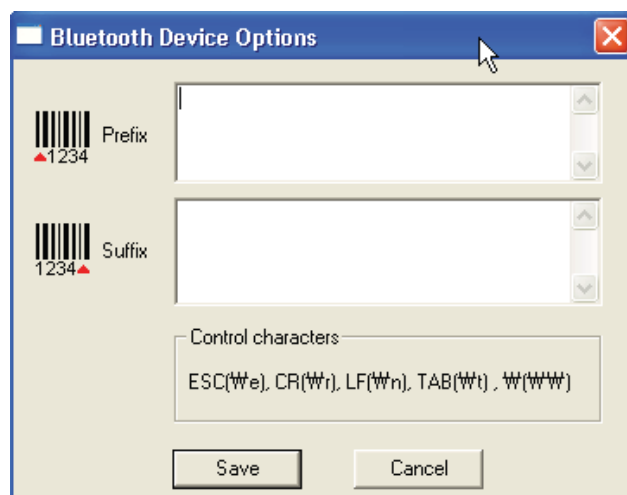 Bluetooth Device Options
Prefix
1234
Suffix
1234
Control characters
ESC(₩e), CR(₩r), LF(₩n), TAB(₩t) , ₩(₩₩)
Save
Cancel